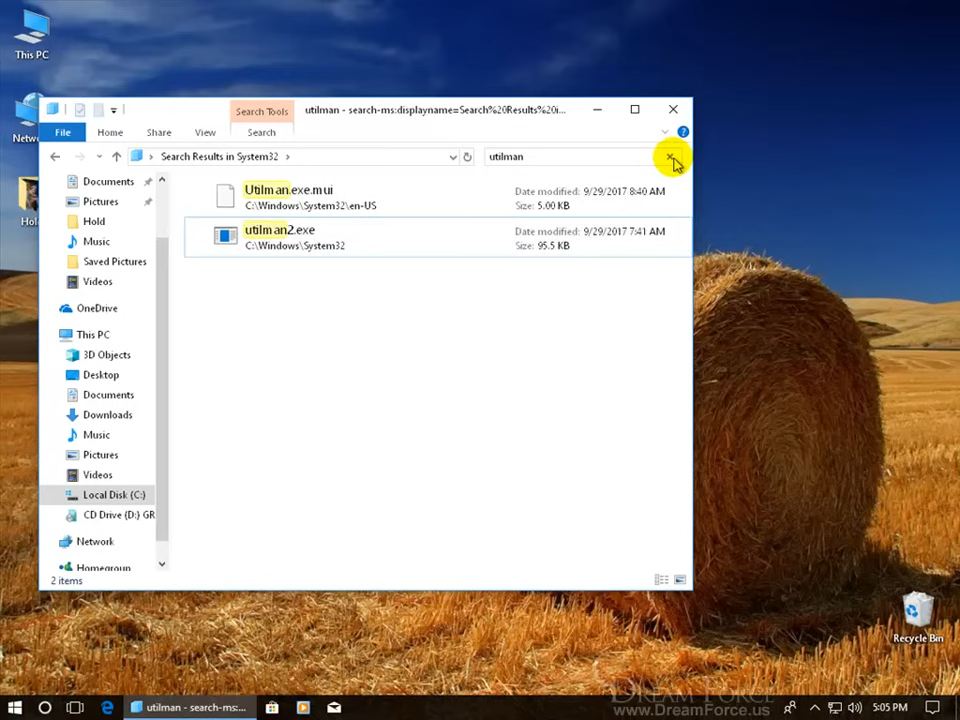 This PC
Netw
Hol
Search Tools
utilman - search-ms:displayname=Search%20Results%20i...
File
Home
Share
View
Search
Search Results in System32
utilman
Documents
Pictures
Hold
Music
Saved Pictures
Videos
OneDrive
This PC
3D Objects
Desktop
Documents
Downloads
Music
Pictures
Videos
Local Disk (C:)
CD Drive (D:) GR
Network
Homegroup
Utilman.exe.mui
C:\Windows\System32\en-US
Date modified: 9/29/2017 8:40 AM
Size: 5.00 KB
utilman2.exe
C:\Windows\System32
Date modified: 9/29/2017 7:41 AM
Size: 95.5 KB
2 items
Recycle Bin
utilman - search-ms:...
5:05 PM
Dream Force
www.DreamForce.us